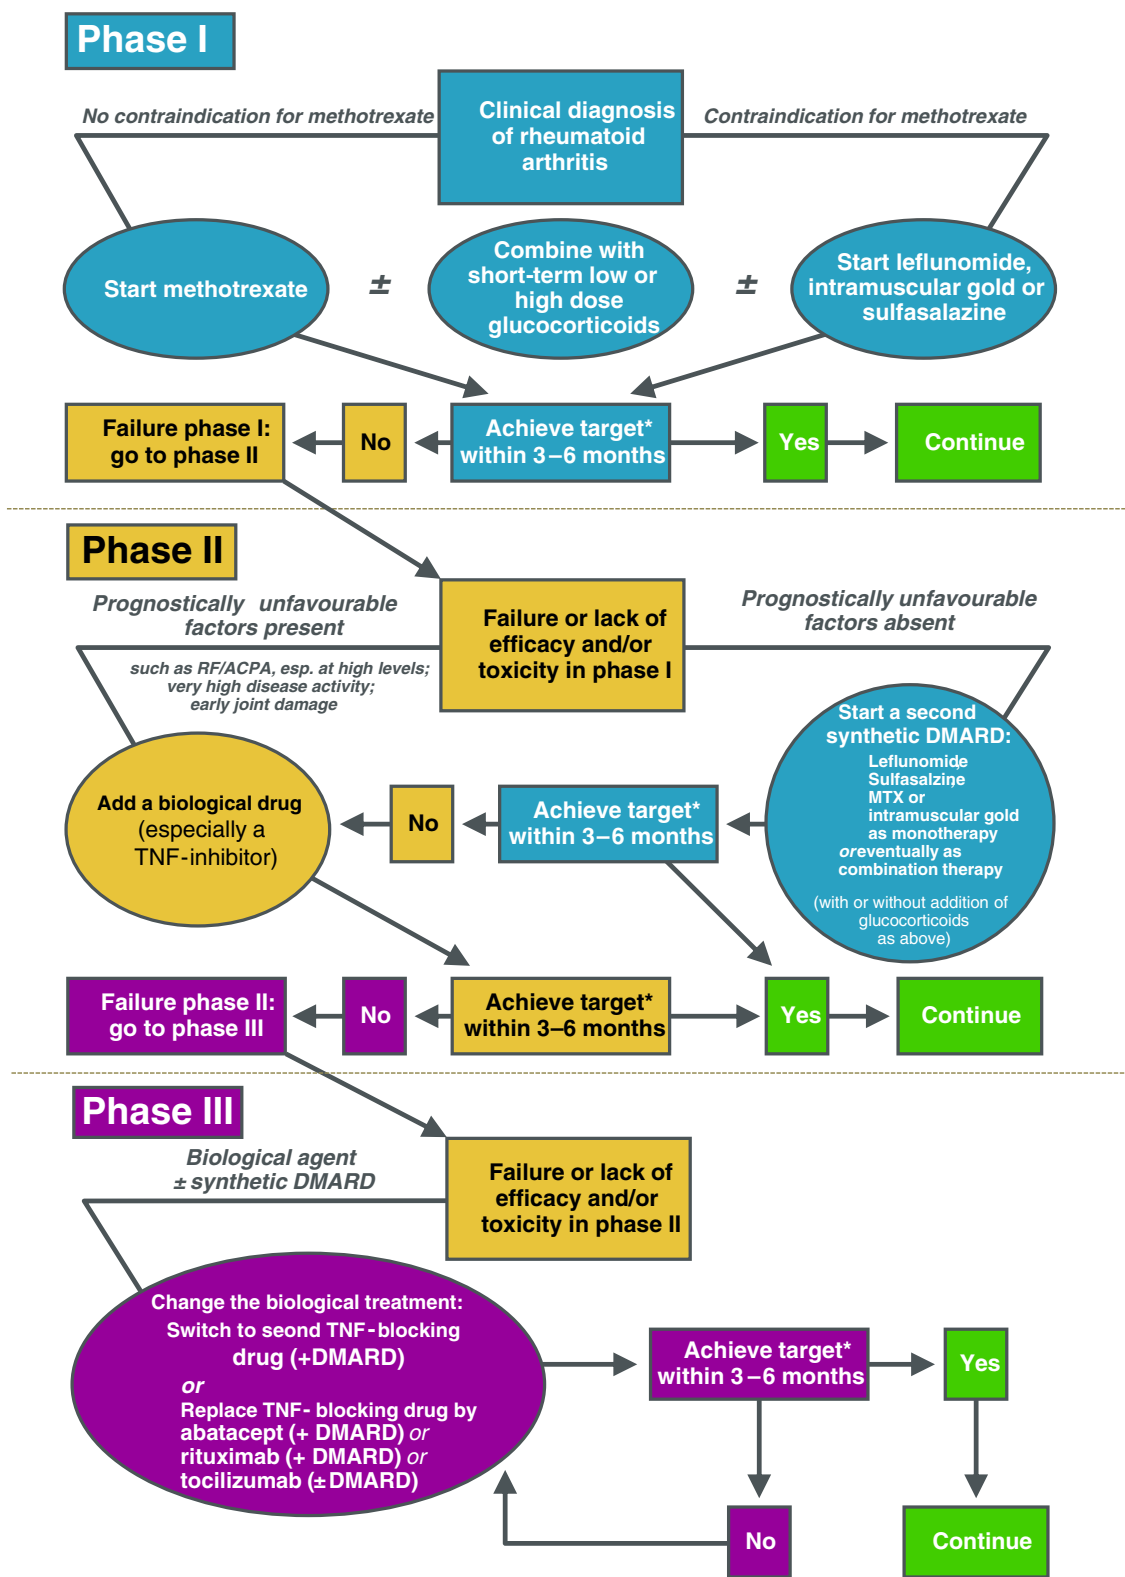 Phase I
No contraindication for methotrexate
Clinical diagnosis
of rheumatoid
arthritis
Contraindication for methotrexate
Start methotrexate
±
Combine with
short-term low or
high dose
glucocorticoids
±
Start leflunomide,
intramuscular gold or
sulfasalazine
Failure phase I:
go to phase II
No
Achieve target*
within 3–6 months
Yes
Continue
Phase II
Prognostically unfavourable
factors present
such as RF/ACPA, esp. at high levels;
very high disease activity;
early joint damage
Failure or lack of
efficacy and/or
toxicity in phase I
Prognostically unfavourable
factors absent
Add a biological drug
(especially a
TNF-inhibitor)
No
Achieve target*
within 3–6 months
Start a second
synthetic DMARD:
Leflunomide,
Sulfasalzine,
MTX or
intramuscular gold
as monotherapy
or eventually as
combination therapy
(with or without addition of
glucocorticoids
as above)
Failure phase II:
go to phase III
No
Achieve target*
within 3–6 months
Yes
Continue
Phase III
Biological agent
± synthetic DMARD
Failure or lack of
efficacy and/or
toxicity in phase II
Change the biological treatment:
Switch to seond TNF-blocking
drug (+DMARD)
or
Replace TNF- blocking drug by
abatacept (+ DMARD) or
rituximab (+ DMARD) or
tocilizumab (± DMARD)
Achieve target*
within 3–6 months
Yes
No
Continue